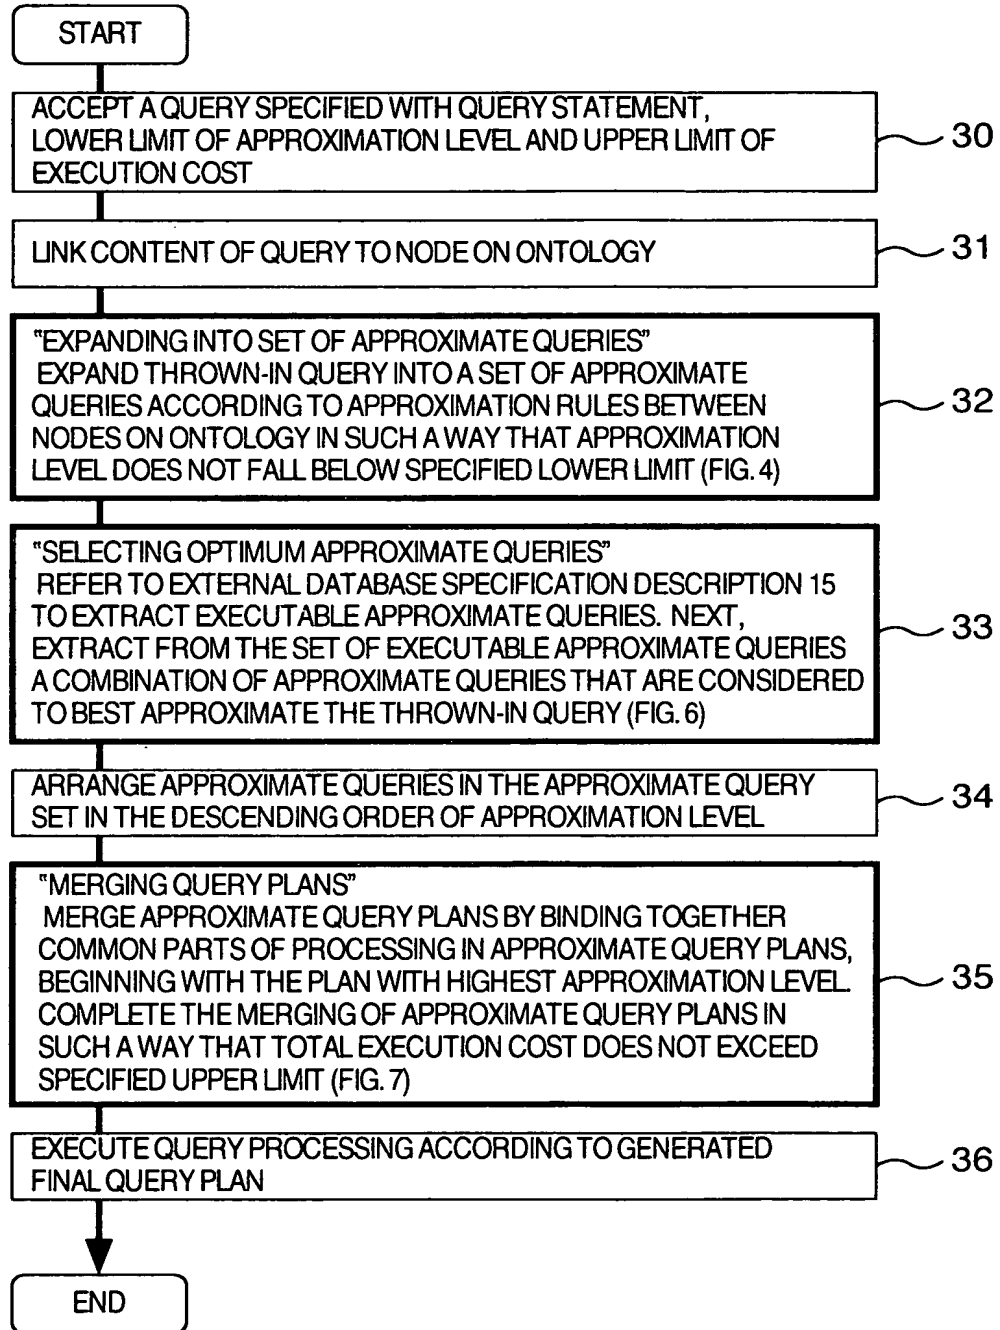 START
ACCEPT A QUERY SPECIFIED WITH QUERY STATEMENT,
LOWER LIMIT OF APPROXIMATION LEVEL AND UPPER LIMIT OF
EXECUTION COST
30
LINK CONTENT OF QUERY TO NODE ON ONTOLOGY
31
"EXPANDING INTO SET OF APPROXIMATE QUERIES"
EXPAND THROWN-IN QUERY INTO A SET OF APPROXIMATE
QUERIES ACCORDING TO APPROXIMATION RULES BETWEEN
NODES ON ONTOLOGY IN SUCH A WAY THAT APPROXIMATION
LEVEL DOES NOT FALL BELOW SPECIFIED LOWER LIMIT (FIG. 4)
32
"SELECTING OPTIMUM APPROXIMATE QUERIES"
REFER TO EXTERNAL DATABASE SPECIFICATION DESCRIPTION 15
TO EXTRACT EXECUTABLE APPROXIMATE QUERIES. NEXT,
EXTRACT FROM THE SET OF EXECUTABLE APPROXIMATE QUERIES
A COMBINATION OF APPROXIMATE QUERIES THAT ARE CONSIDERED
TO BEST APPROXIMATE THE THROWN-IN QUERY (FIG. 6)
33
ARRANGE APPROXIMATE QUERIES IN THE APPROXIMATE QUERY
SET IN THE DESCENDING ORDER OF APPROXIMATION LEVEL
34
"MERGING QUERY PLANS"
MERGE APPROXIMATE QUERY PLANS BY BINDING TOGETHER
COMMON PARTS OF PROCESSING IN APPROXIMATE QUERY PLANS,
BEGINNING WITH THE PLAN WITH HIGHEST APPROXIMATION LEVEL.
COMPLETE THE MERGING OF APPROXIMATE QUERY PLANS IN
SUCH A WAY THAT TOTAL EXECUTION COST DOES NOT EXCEED
SPECIFIED UPPER LIMIT (FIG. 7)
35
EXECUTE QUERY PROCESSING ACCORDING TO GENERATED
FINAL QUERY PLAN
36
END